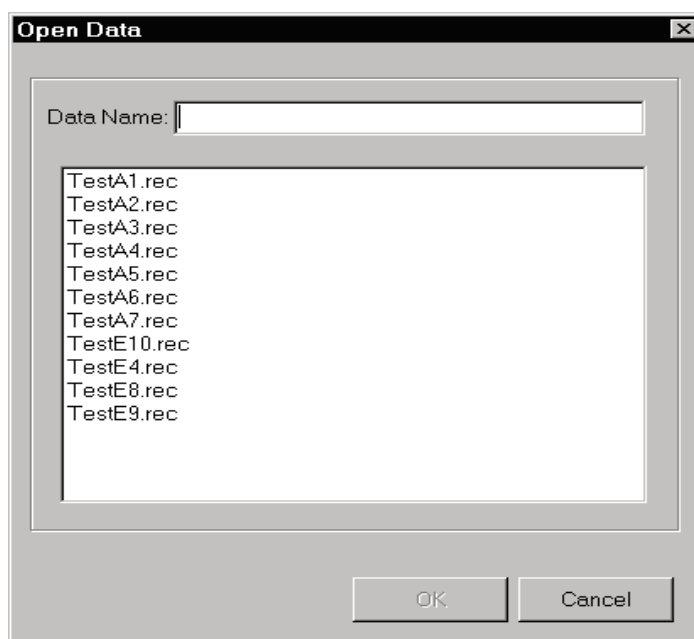 Open Data
Data Name:
TestA1.rec
TestA2.rec
TestA3.rec
TestA4.rec
TestA5.rec
TestA6.rec
TestA7.rec
TestE10.rec
TestE4.rec
TestE8.rec
TestE9.rec
OK Cancel